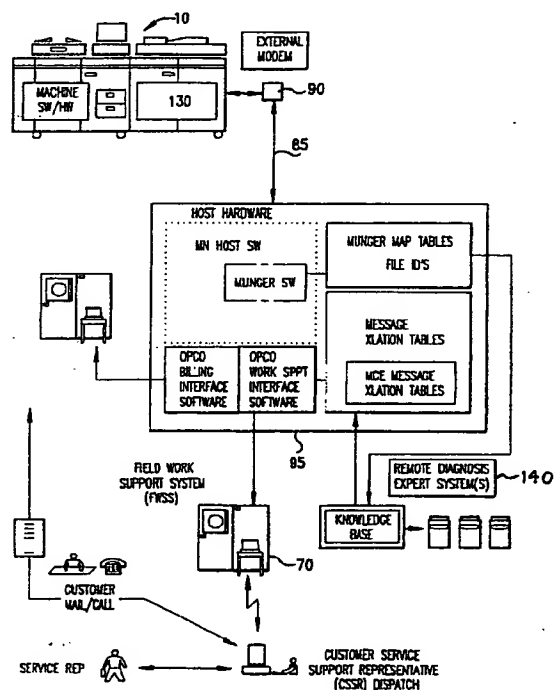 10
EXTERNAL
MODEM
MACHINE
SW/HW
130
90
85
HOST HARDWARE
MN HOST SW
MUNGER SW
MUNGER MAP TABLES
FILE ID'S
MESSAGE
XLATION TABLES
MCE MESSAGE
XLATION TABLES
OPCO
BILLING
INTERFACE
SOFTWARE
OPCO
WORK SPPT
INTERFACE
SOFTWARE
95
FIELD WORK
SUPPORT SYSTEM
(FWSS)
REMOTE DIAGNOSIS
EXPERT SYSTEM(S)
140
KNOWLEDGE
BASE
70
CUSTOMER
MAIL/CALL
SERVICE REP
CUSTOMER SERVICE
SUPPORT REPRESENTATIVE
(CSSR) DISPATCH